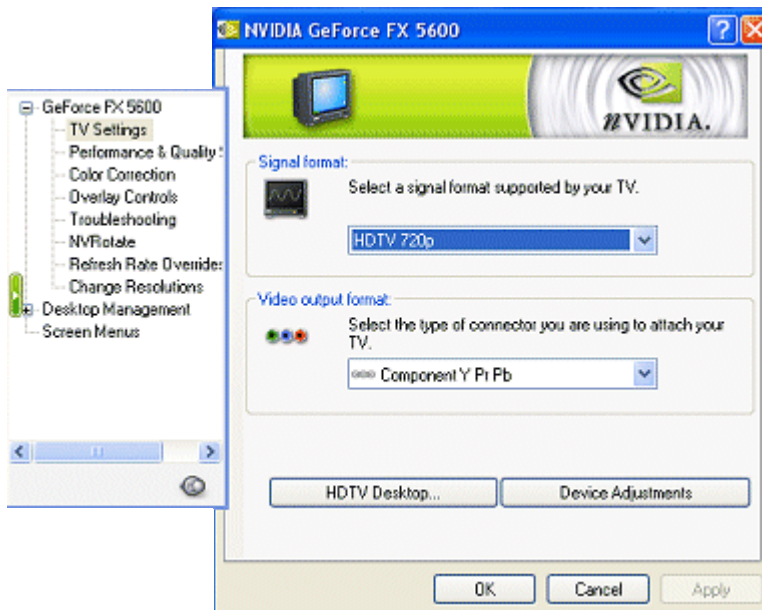 NVIDIA GeForce FX 5600
nVIDIA.
GeForce FX 5600
TV Settings
Performance & Quality
Color Correction
Overlay Controls
Troubleshooting
NVRotate
Refresh Rate Overrides
Change Resolutions
Desktop Management
Screen Menus
Signal format:
Select a signal format supported by your TV.
HDTV 720p
Video output format:
Select the type of connector you are using to attach your
TV.
Component Y Pr Pb
HDTV Desktop...
Device Adjustments
OK
Cancel
Apply